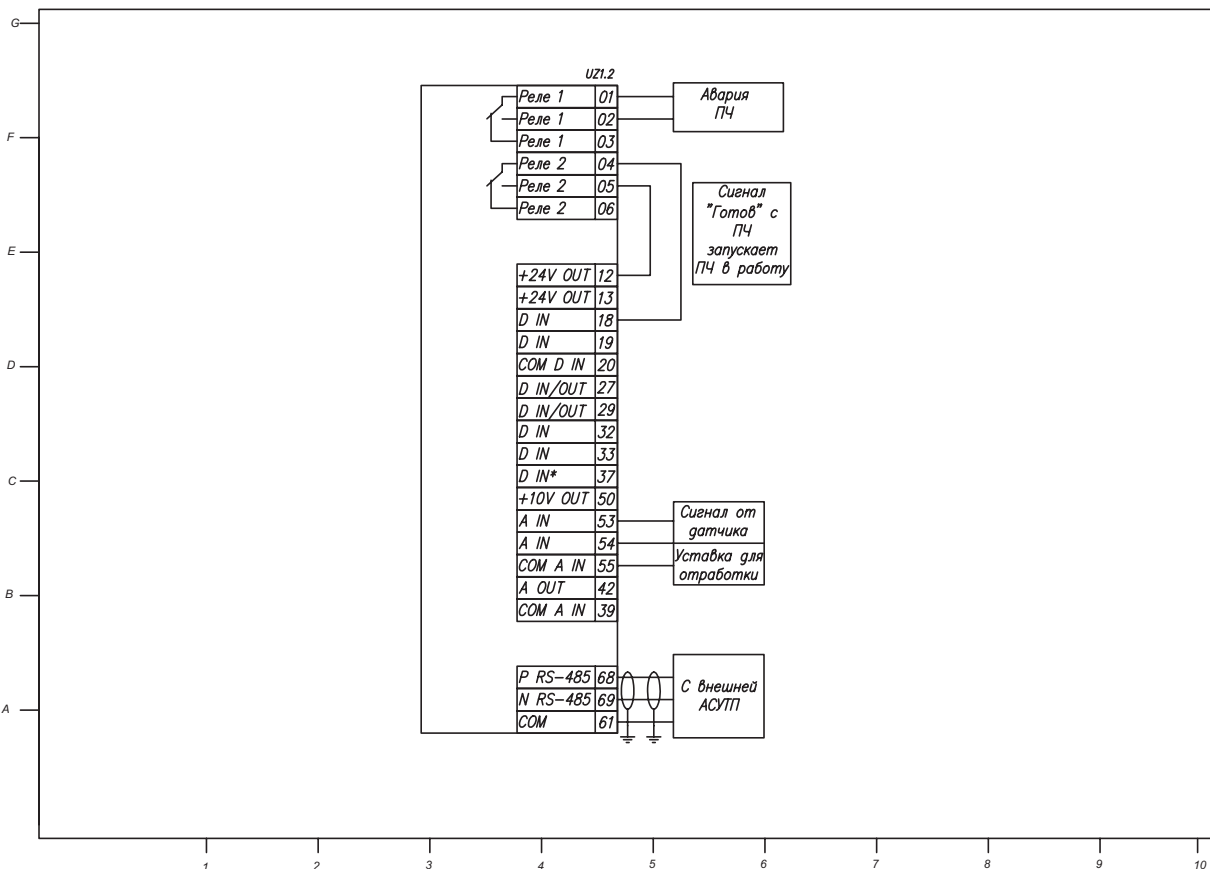 G
F
E
D
C
B
A
UZ1.2
Реле 1 01
Реле 1 02
Реле 1 03
Реле 2 04
Реле 2 05
Реле 2 06
Авария
ПЧ
Сигнал
"Готов" с
ПЧ
запускает
ПЧ в работу
+24V OUT 12
+24V OUT 13
D IN 18
D IN 19
COM D IN 20
D IN/OUT 27
D IN/OUT 29
D IN 32
D IN 33
D IN* 37
+10V OUT 50
A IN 53
A IN 54
COM A IN 55
A OUT 42
COM A IN 39
Сигнал от
датчика
Уставка для
отработки
P RS-485 68
N RS-485 69
COM 61
С внешней
АСУТП
1 2 3 4 5 6 7 8 9 10